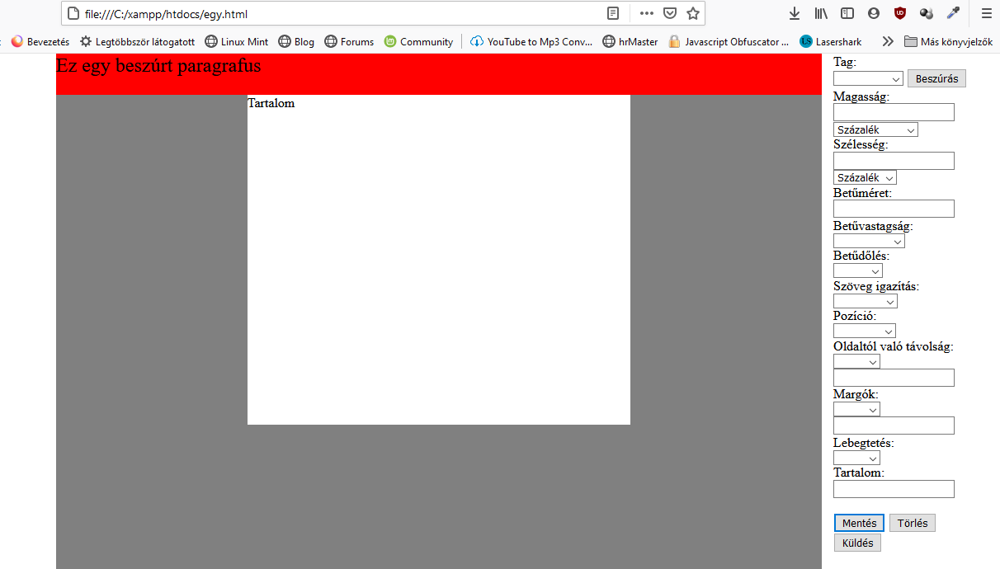 file:///C:/xampp/htdocs/egy.html
Bevezetés Legtöbbször látogatott Linux Mint Blog Forums Community YouTube to Mp3 Conv... hrMaster Javascript Obfuscator ... Lasershark Más könyvjelzők
Ez egy beszúrt paragrafus
Tartalom
Tag:
Beszúrás
Magasság:
Százalék
Szélesség:
Százalék
Betűméret:
Betűvastagság:
Betűdőlés:
Szöveg igazítás:
Pozíció:
Oldaltól való távolság:
Margók:
Lebegtetés:
Tartalom:
Mentés Törlés
Küldés